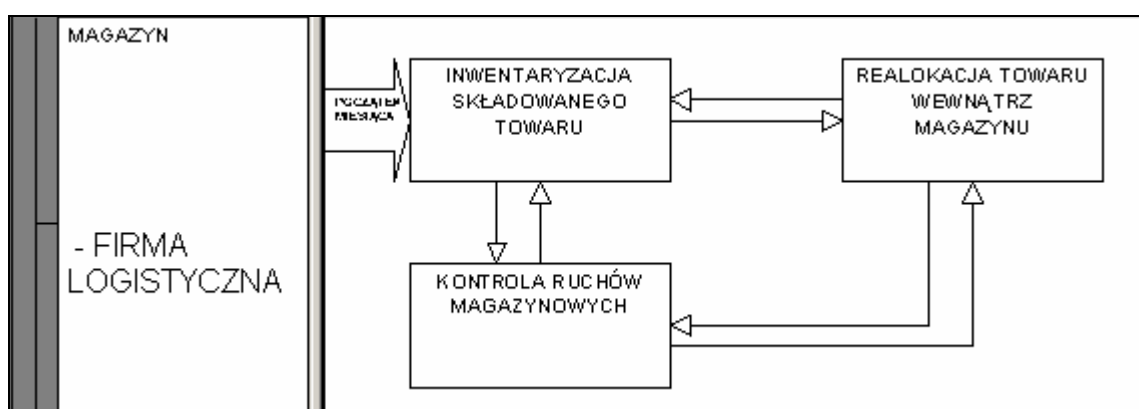 MAGAZYN
- FIRMA
LOGISTYCZNA
POCZĄTEK
MIESIĄCA
INWENTARYZACJA
SKŁADOWANEGO
TOWARU
REALOKACJA TOWARU
WEWNĄTRZ
MAGAZYNU
KONTROLA RUCHÓW
MAGAZYNOWYCH